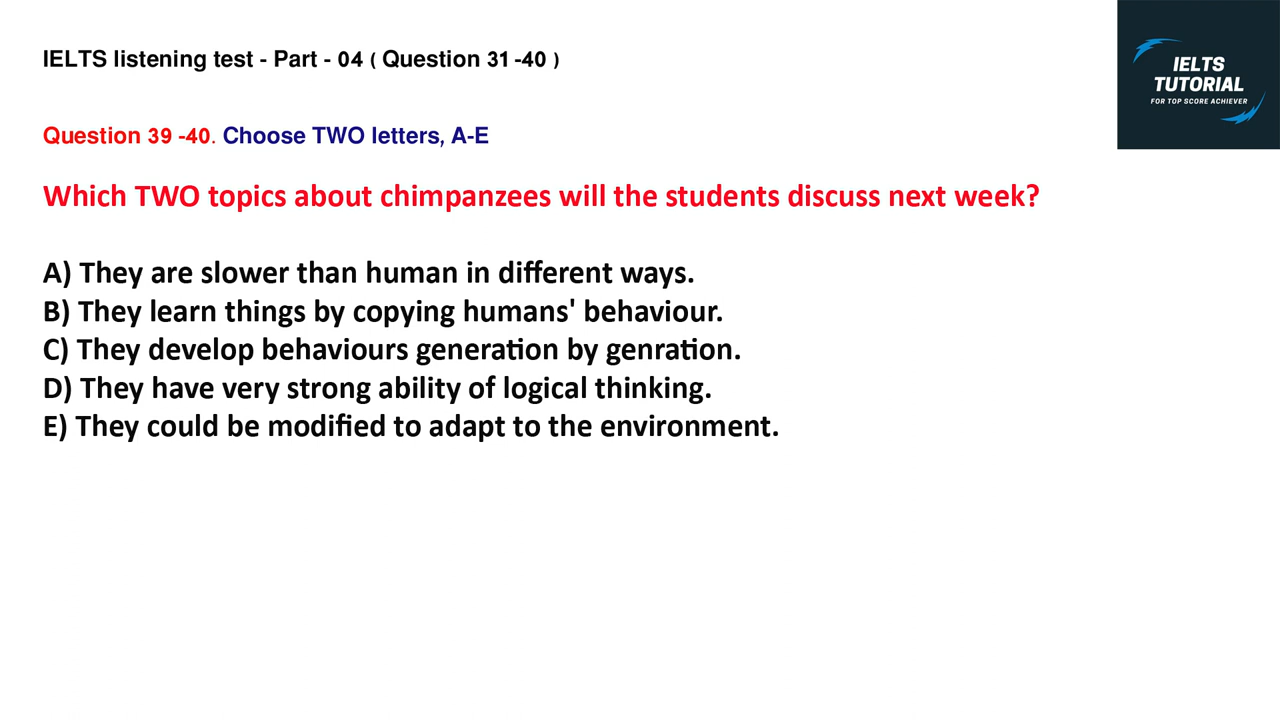 IELTS listening test - Part - 04 ( Question 31 -40 )
IELTS
TUTORIAL
FOR TOP SCORE ACHIEVER
Question 39 -40. Choose TWO letters, A-E
Which TWO topics about chimpanzees will the students discuss next week?
A) They are slower than human in different ways.
B) They learn things by copying humans' behaviour.
C) They develop behaviours generation by genration.
D) They have very strong ability of logical thinking.
E) They could be modified to adapt to the environment.